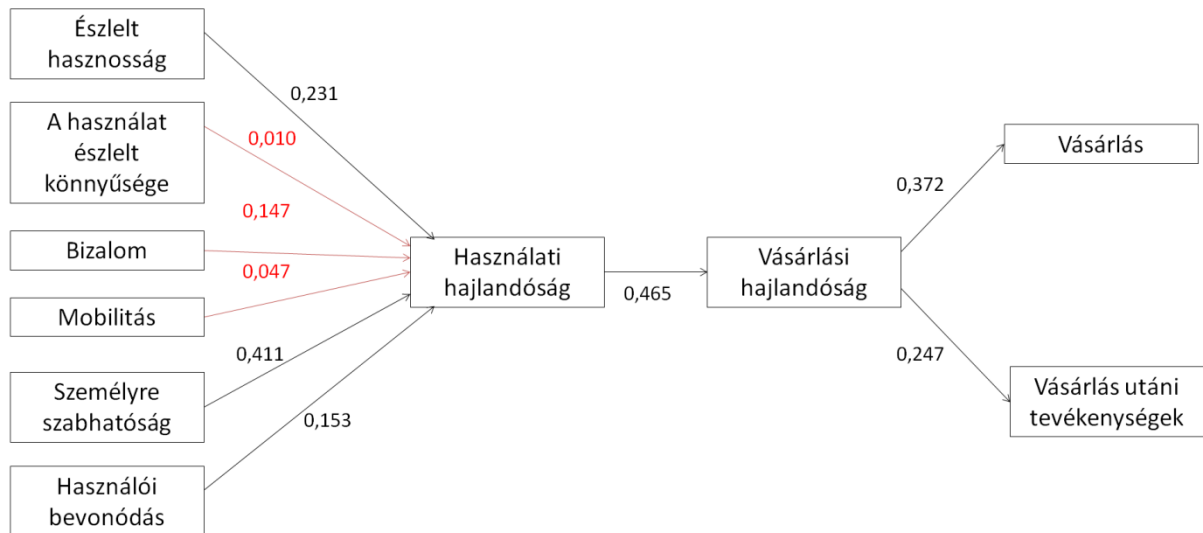 Észlelt
hasznosság
0,231
A használat
észlelt
könnyűsége
0,010
0,147
Bizalom
0,047
Mobilitás
0,411
Személyre
szabhatóság
0,153
Használói
bevonódás
Használati
hajlandóság
0,465
Vásárlási
hajlandóság
0,372
Vásárlás
0,247
Vásárlás utáni
tevékenységek